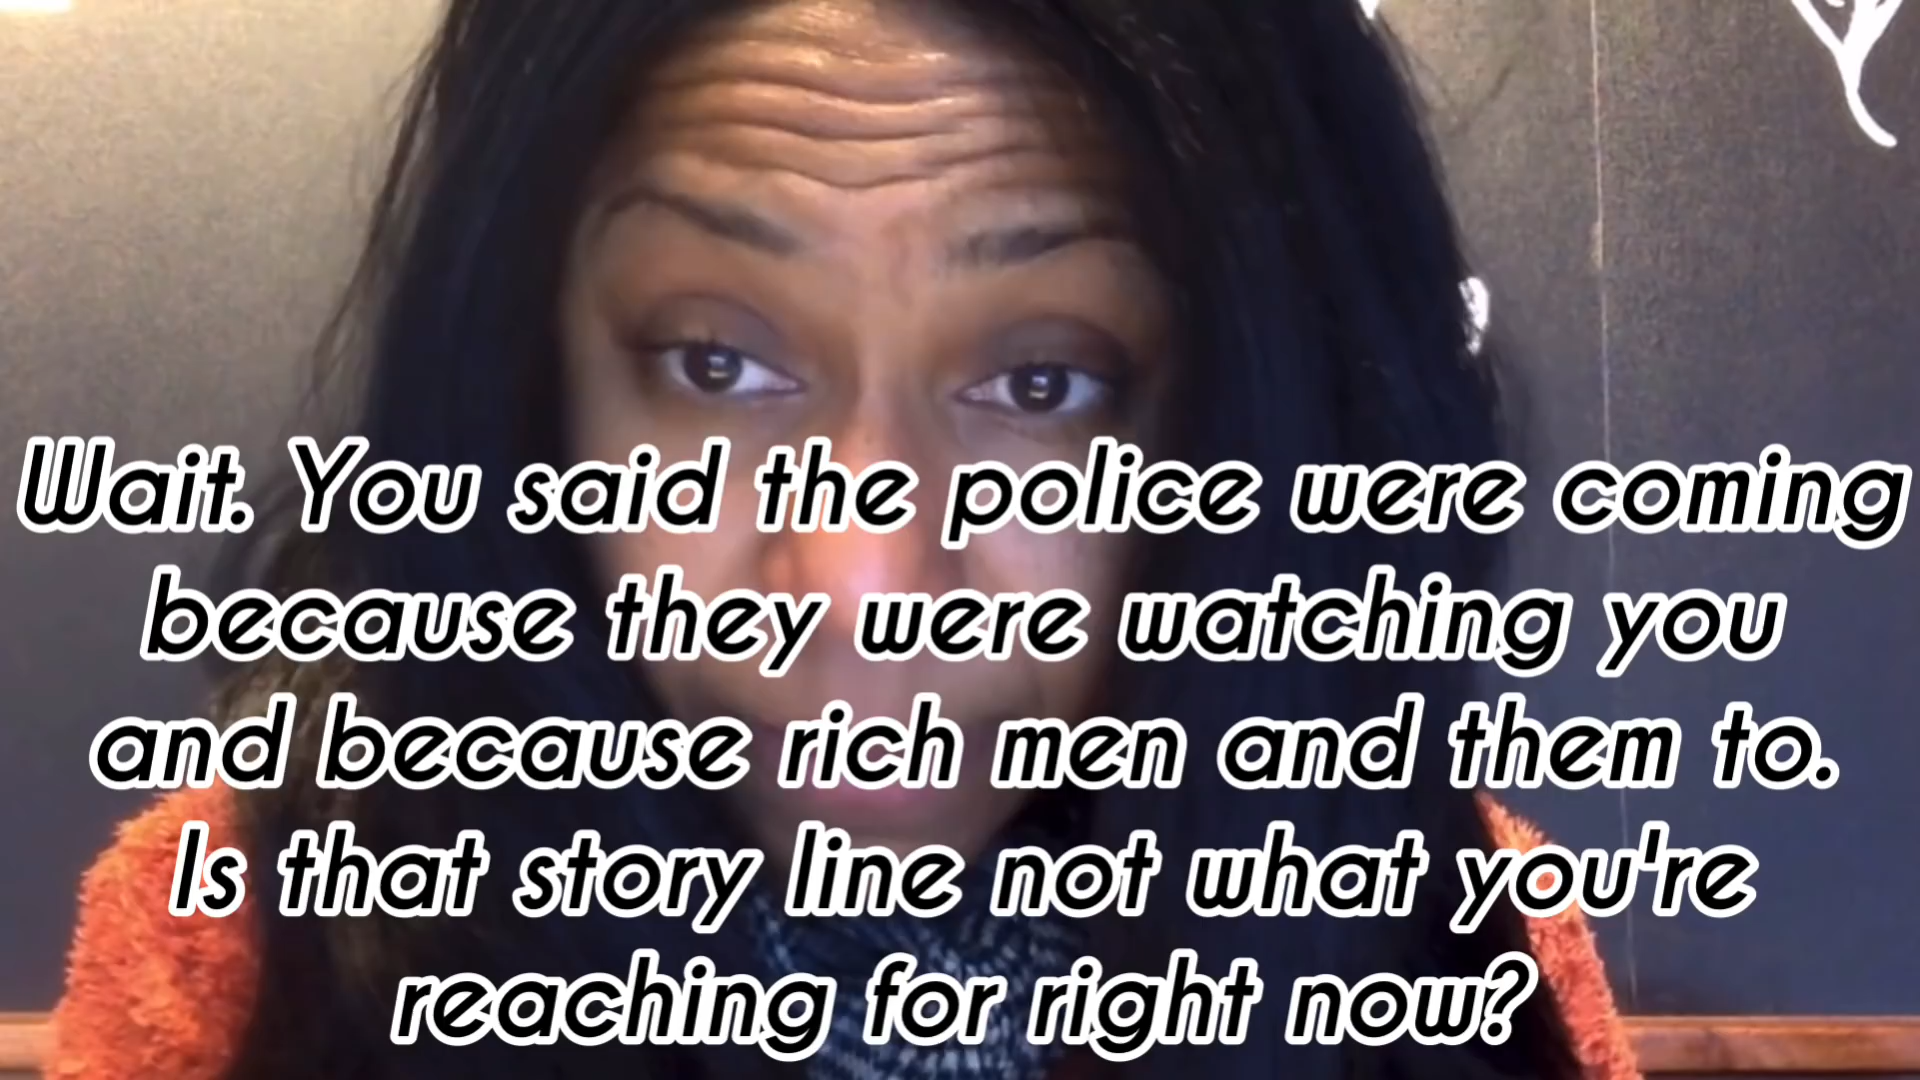 Wait. You said the police were coming
because they were watching you
and because rich men and them to.
Is that story line not what you're
reaching for right now?